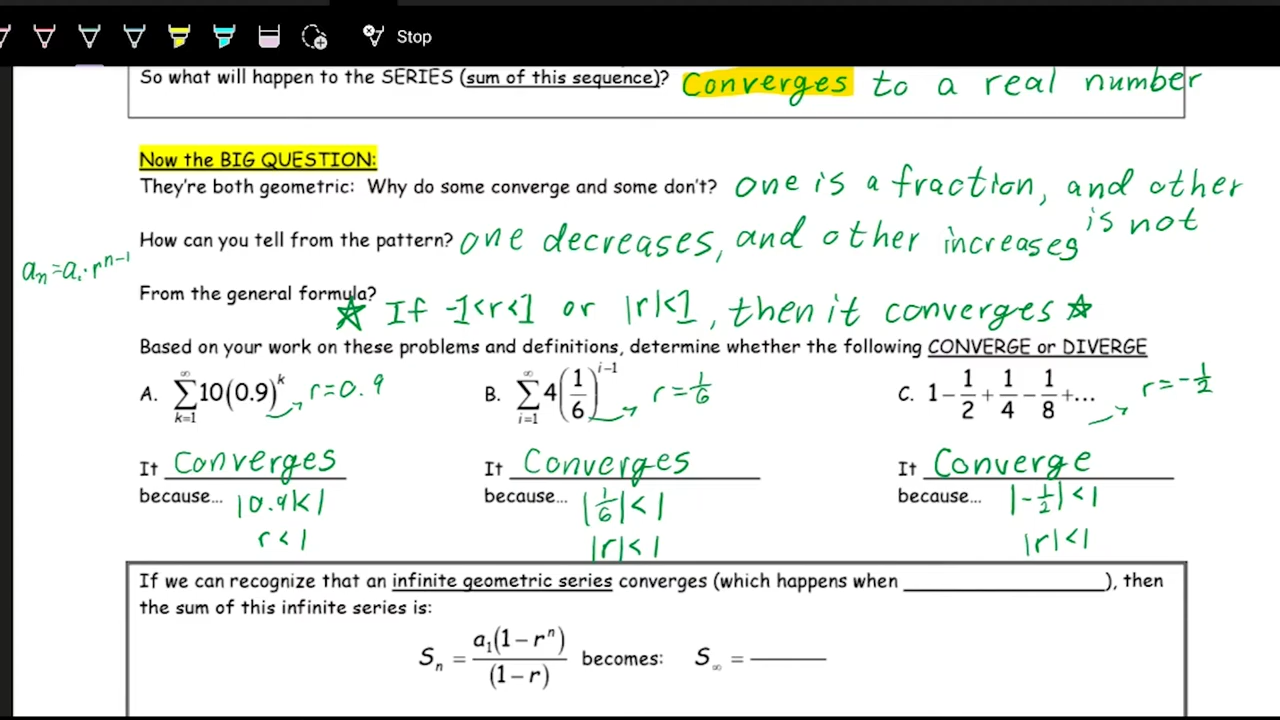 Stop
So what will happen to the SERIES (sum of this sequence)? Converges to a real number
Now the BIG QUESTION:
They're both geometric: Why do some converge and some don't? one is a fraction, and other is not
How can you tell from the pattern? one decreases, and other increases
aₙ=a₁·rⁿ⁻¹
From the general formula?
☆ If -1<r<1 or |r|<1, then it converges ☆
Based on your work on these problems and definitions, determine whether the following CONVERGE or DIVERGE
A. ∞ ∑ k=1 10(0.9)^k r=0.9
B. ∞ ∑ i=1 4(1/6)^(i-1) r=1/6
C. 1 - 1/2 + 1/4 - 1/8 + ... r=-1/2
It Converges It Converges It Converge
because... |0.9|<1 because... |1/6|<1 because... |-1/2|<1
r<1 |r|<1 |r|<1
If we can recognize that an infinite geometric series converges (which happens when ____________________), then
the sum of this infinite series is:
Sₙ = a₁(1-rⁿ)/(1-r) becomes: S∞ = ________